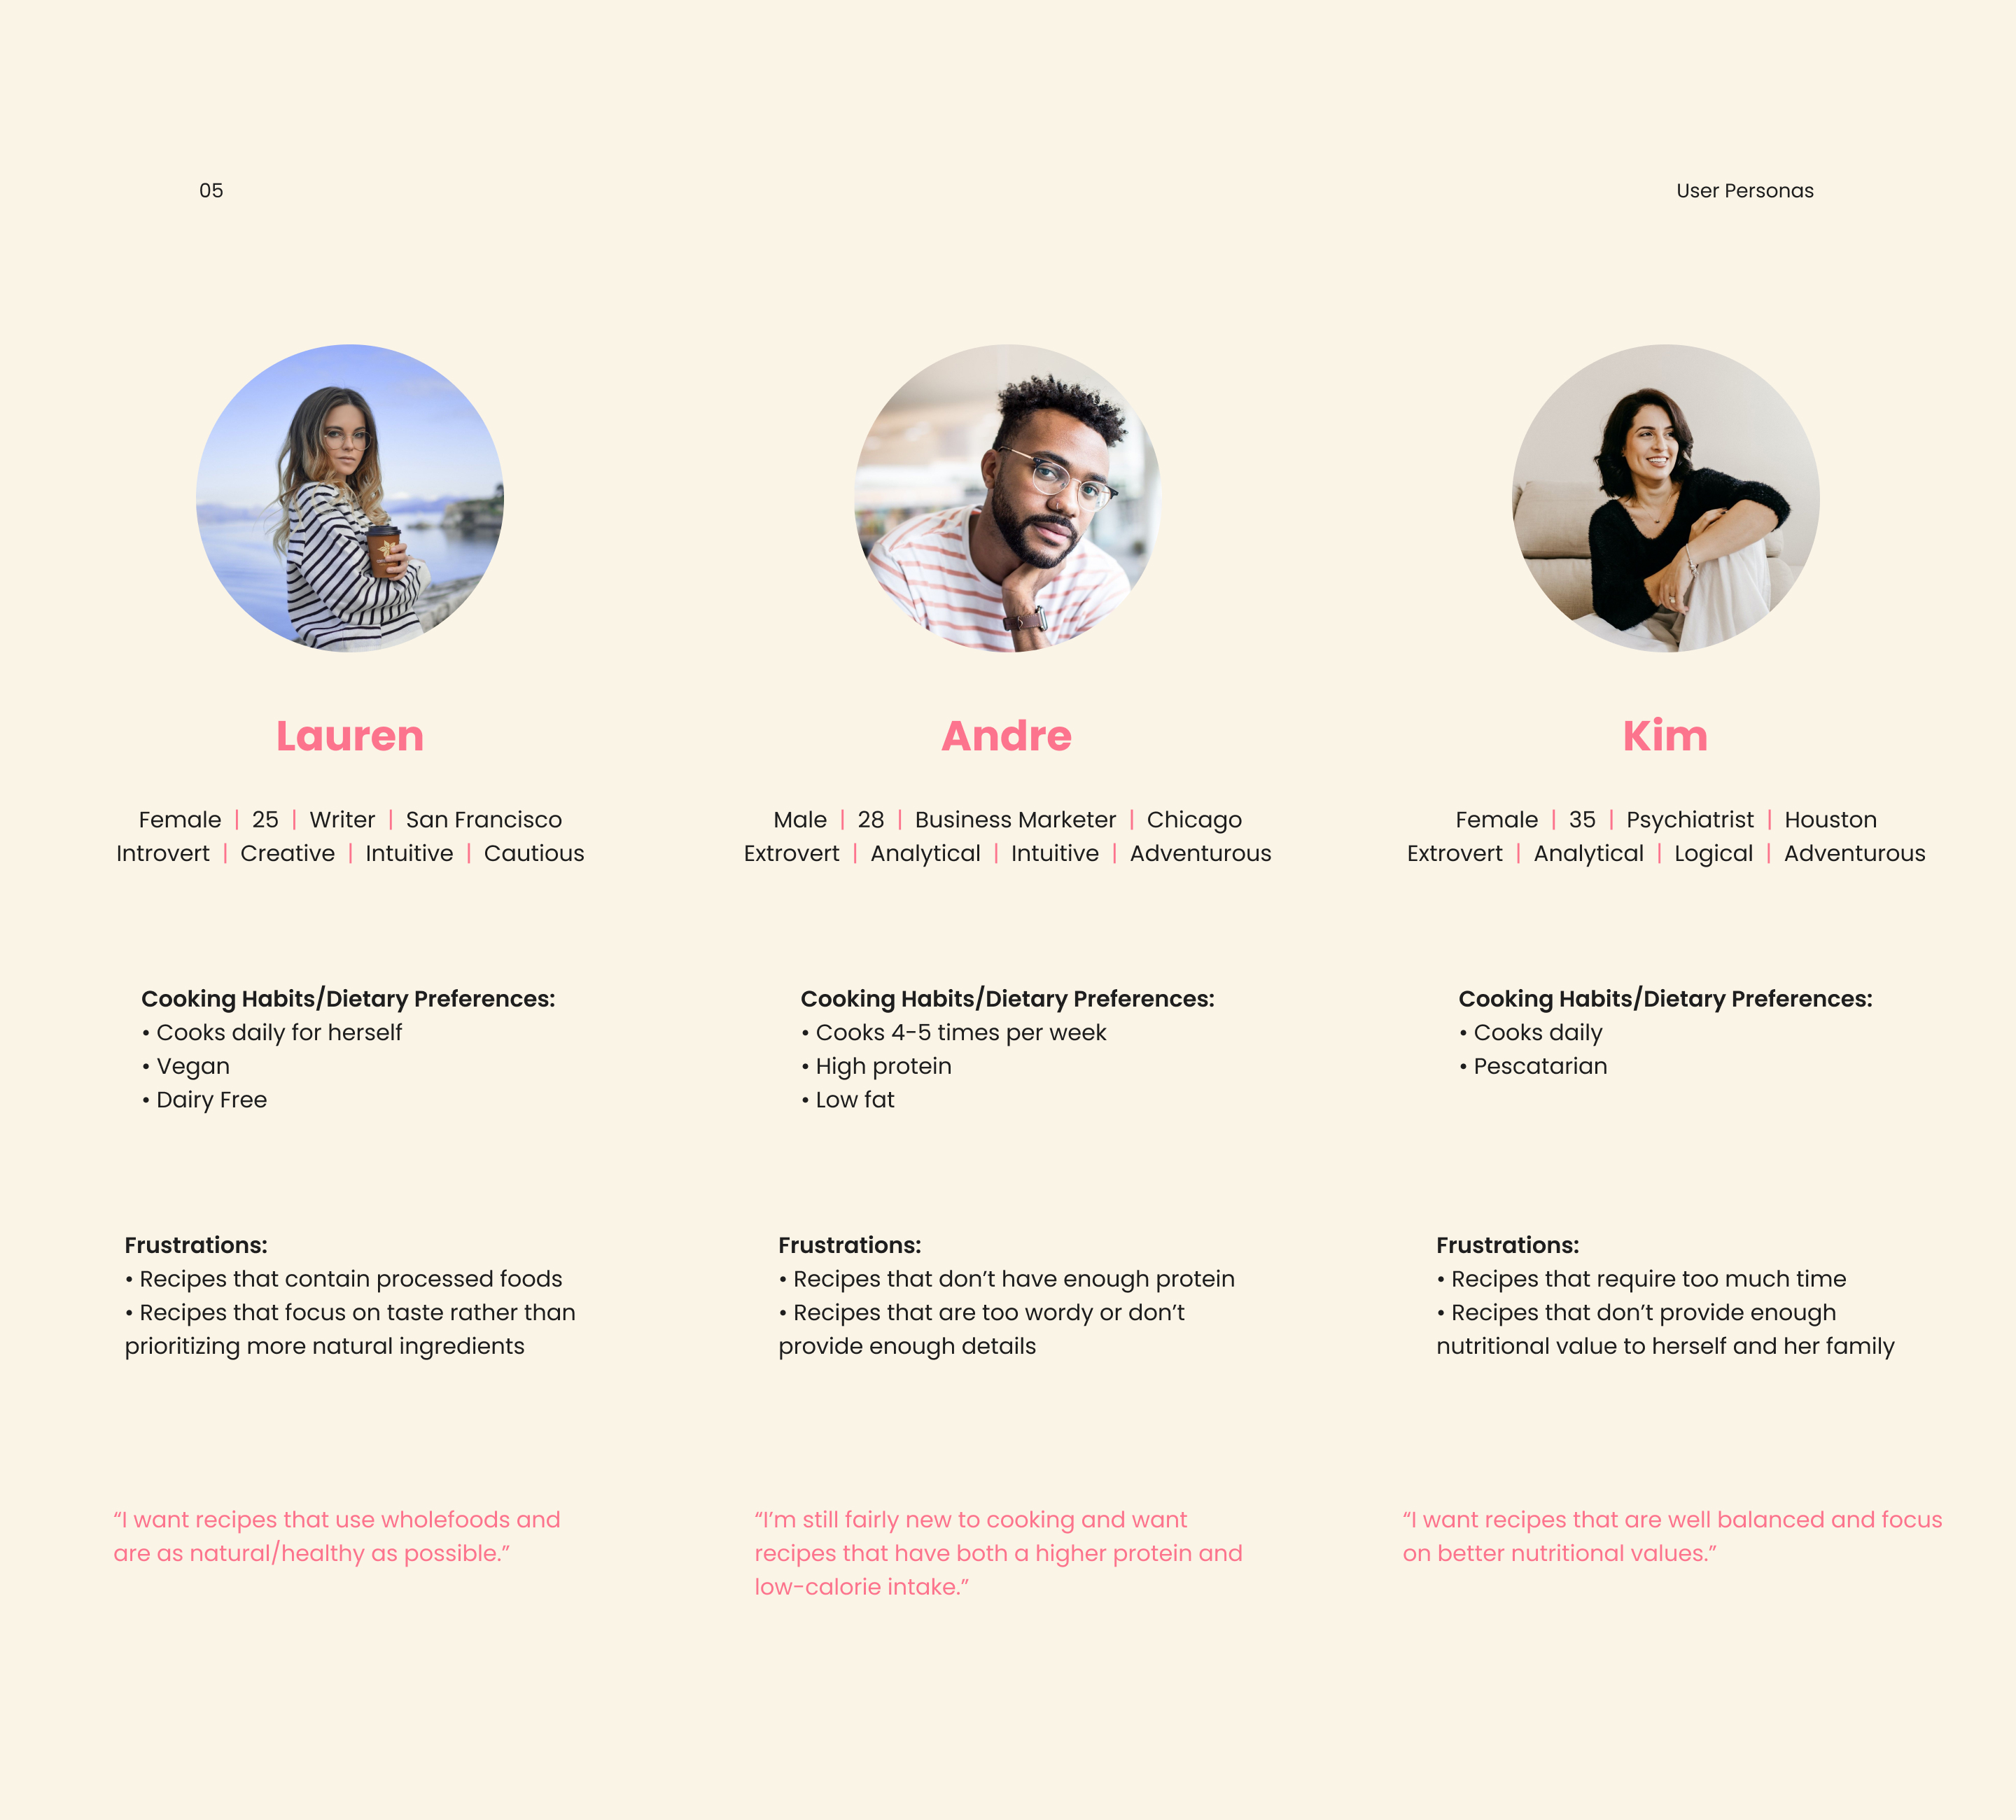 05
User Personas
Lauren
Female | 25 | Writer | San Francisco
Introvert | Creative | Intuitive | Cautious
Cooking Habits/Dietary Preferences:
• Cooks daily for herself
• Vegan
• Dairy Free
Frustrations:
• Recipes that contain processed foods
• Recipes that focus on taste rather than
prioritizing more natural ingredients
“I want recipes that use wholefoods and
are as natural/healthy as possible.”
Andre
Male | 28 | Business Marketer | Chicago
Extrovert | Analytical | Intuitive | Adventurous
Cooking Habits/Dietary Preferences:
• Cooks 4-5 times per week
• High protein
• Low fat
Frustrations:
• Recipes that don’t have enough protein
• Recipes that are too wordy or don’t
provide enough details
“I’m still fairly new to cooking and want
recipes that have both a higher protein and
low-calorie intake.”
Kim
Female | 35 | Psychiatrist | Houston
Extrovert | Analytical | Logical | Adventurous
Cooking Habits/Dietary Preferences:
• Cooks daily
• Pescatarian
Frustrations:
• Recipes that require too much time
• Recipes that don’t provide enough
nutritional value to herself and her family
“I want recipes that are well balanced and focus
on better nutritional values.”